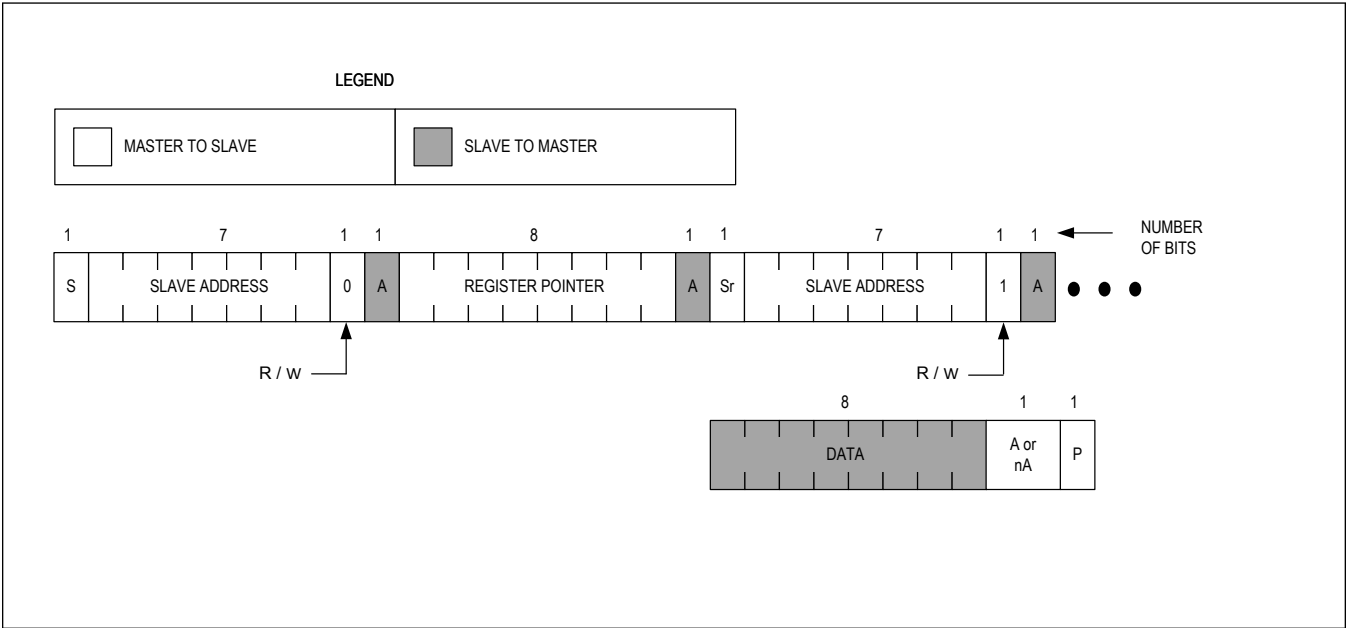 LEGEND
MASTER TO SLAVE
SLAVE TO MASTER
1 7 1 1 8 1 1 7 1 1 NUMBER
OF BITS
S SLAVE ADDRESS 0 A REGISTER POINTER A Sr SLAVE ADDRESS 1 A
R / w R / w
8 1 1
DATA A or
nA P